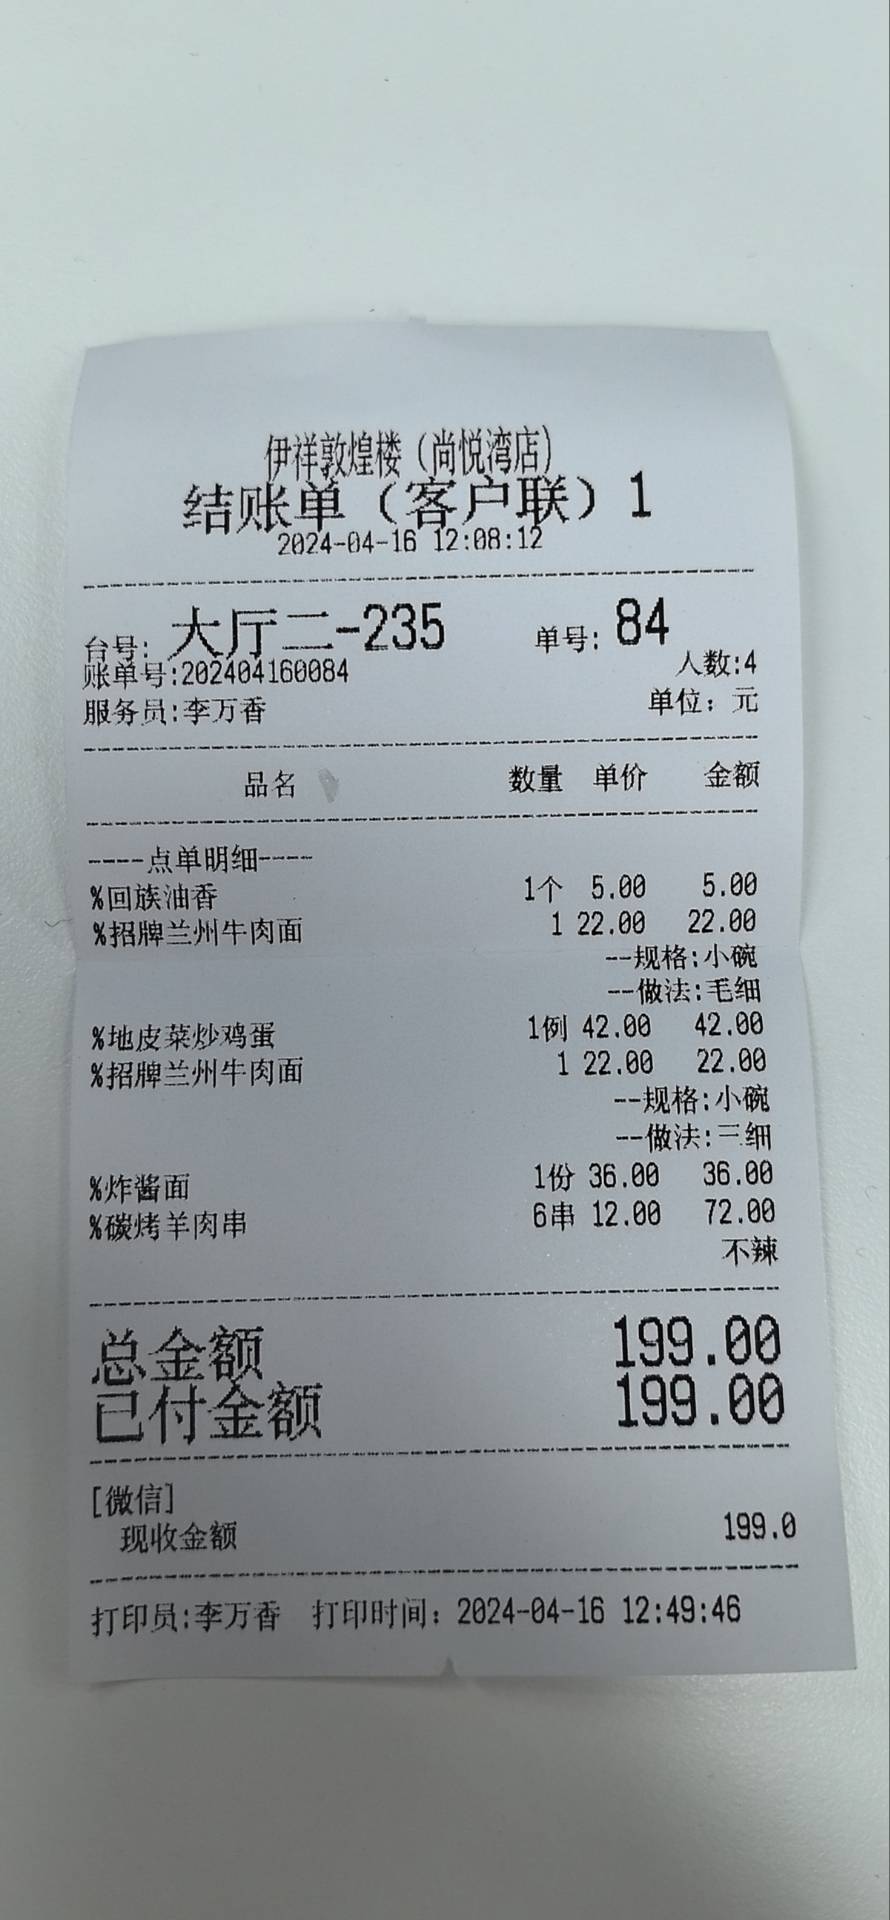 伊祥敦煌楼（尚悦湾店）
结账单（客户联）1
2024-04-16 12:08:12
台号: 大厅二-235 单号: 84
人数:4
账单号:202404160084
服务员:李万香 单位：元
品名 数量 单价 金额
----点单明细----
%回族油香 1个 5.00 5.00
%招牌兰州牛肉面 1 22.00 22.00
--规格:小碗
--做法:毛细
%地皮菜炒鸡蛋 1例 42.00 42.00
%招牌兰州牛肉面 1 22.00 22.00
--规格:小碗
--做法:三细
%炸酱面 1份 36.00 36.00
%碳烤羊肉串 6串 12.00 72.00
不辣
总金额 199.00
已付金额 199.00
[微信]
现收金额 199.0
打印员:李万香 打印时间：2024-04-16 12:49:46